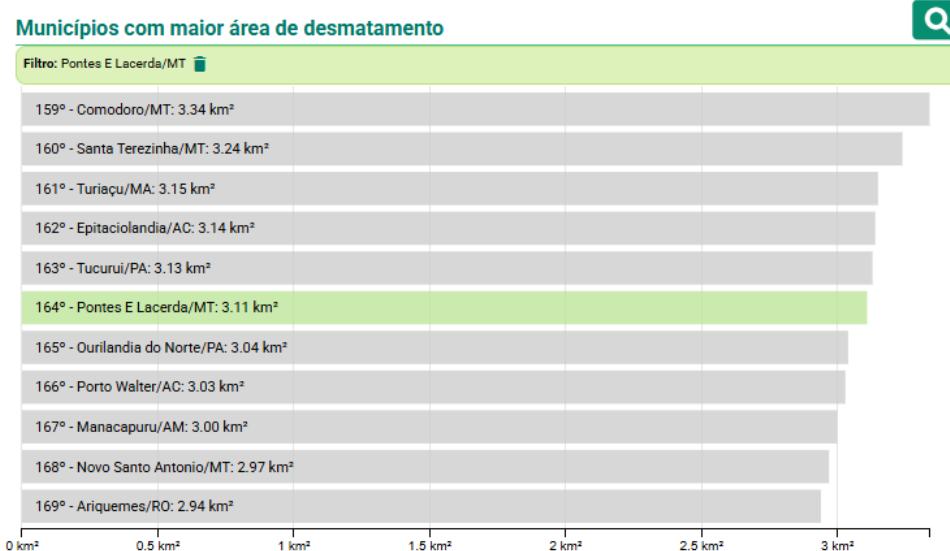 Municípios com maior área de desmatamento
Filtro: Pontes E Lacerda/MT
159º - Comodoro/MT: 3.34 km²
160º - Santa Terezinha/MT: 3.24 km²
161º - Turiaçu/MA: 3.15 km²
162º - Epitaciolandia/AC: 3.14 km²
163º - Tucurui/PA: 3.13 km²
164º - Pontes E Lacerda/MT: 3.11 km²
165º - Ourilandia do Norte/PA: 3.04 km²
166º - Porto Walter/AC: 3.03 km²
167º - Manacapuru/AM: 3.00 km²
168º - Novo Santo Antonio/MT: 2.97 km²
169º - Ariquemes/RO: 2.94 km²
0 km² 0.5 km² 1 km² 1.5 km² 2 km² 2.5 km² 3 km²